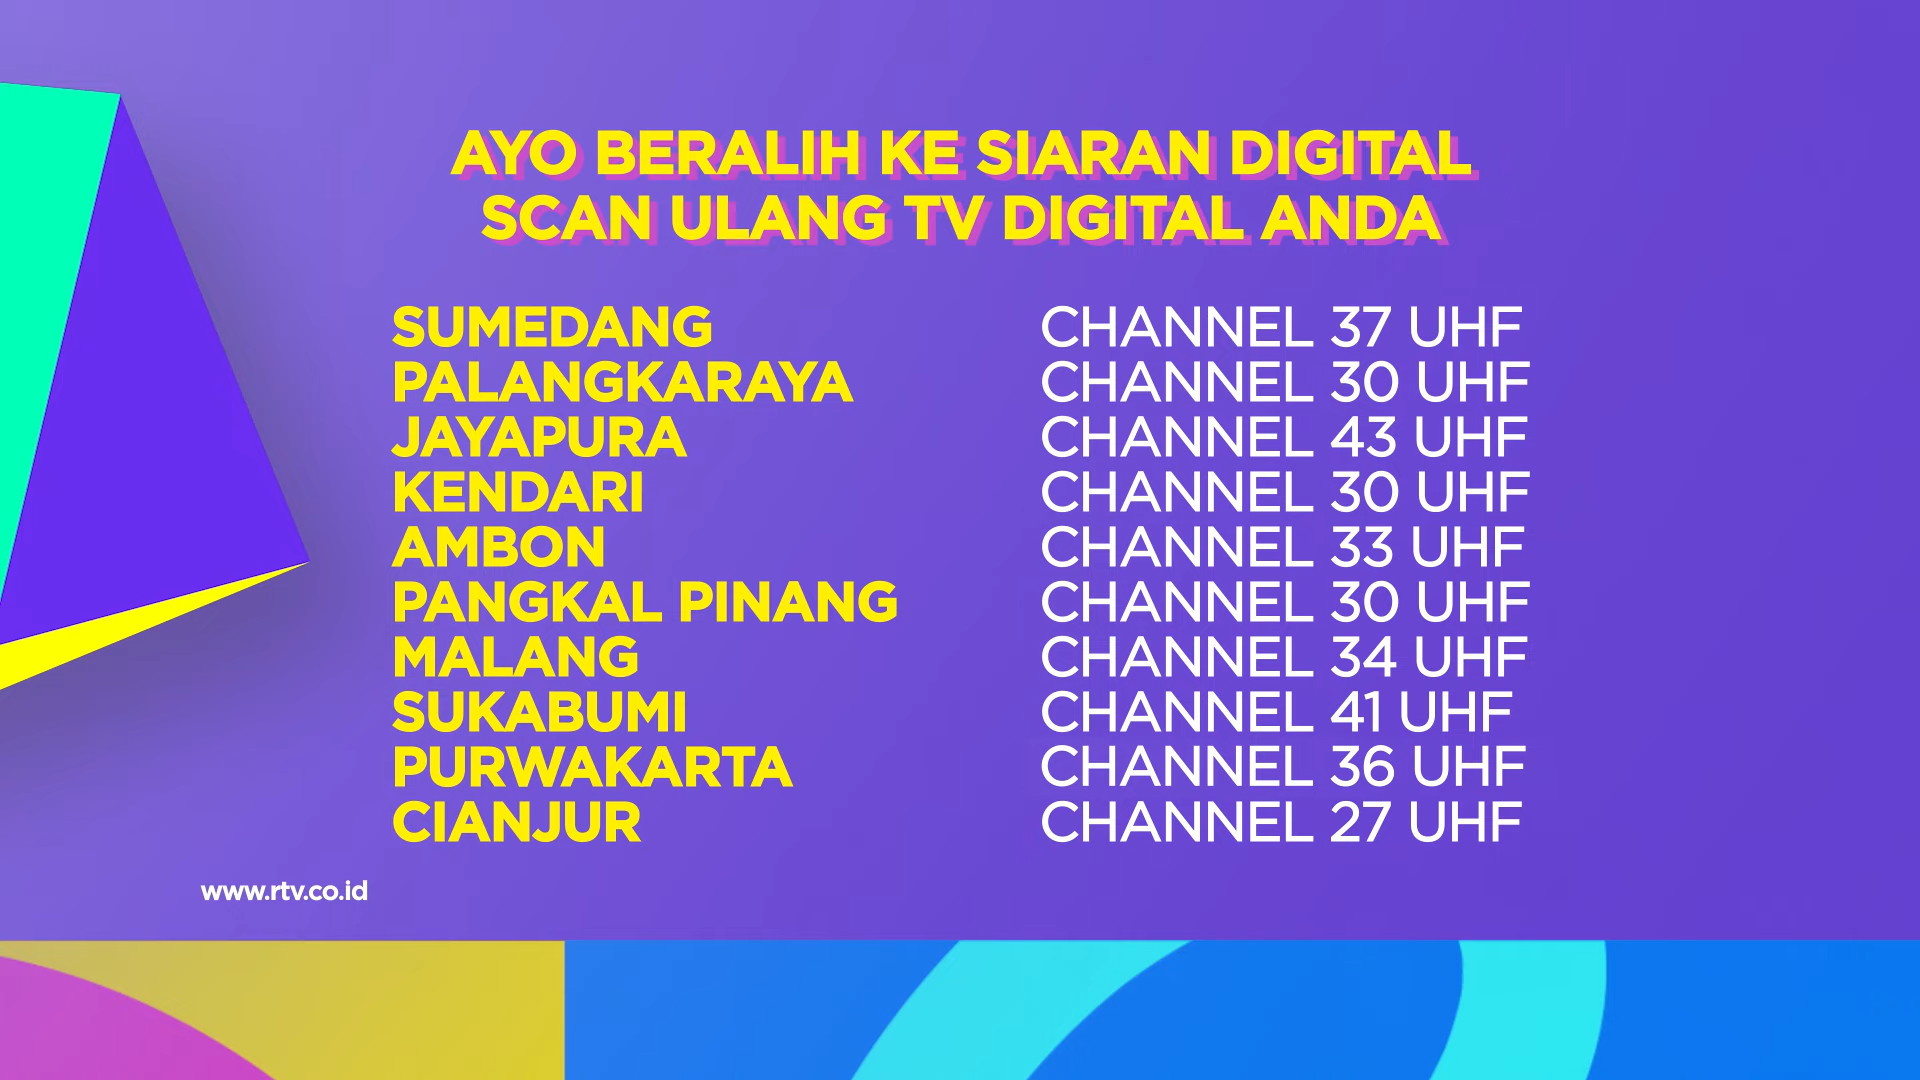 AYO BERALIH KE SIARAN DIGITAL
SCAN ULANG TV DIGITAL ANDA
SUMEDANG CHANNEL 37 UHF
PALANGKARAYA CHANNEL 30 UHF
JAYAPURA CHANNEL 43 UHF
KENDARI CHANNEL 30 UHF
AMBON CHANNEL 33 UHF
PANGKAL PINANG CHANNEL 30 UHF
MALANG CHANNEL 34 UHF
SUKABUMI CHANNEL 41 UHF
PURWAKARTA CHANNEL 36 UHF
CIANJUR CHANNEL 27 UHF
www.rtv.co.id